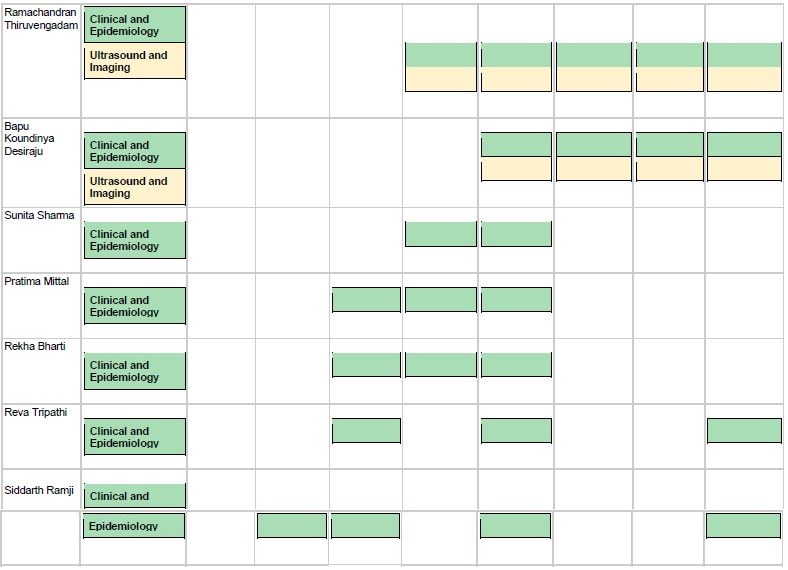 Ramachandran
Thiruvengadam
Clinical and
Epidemiology
Ultrasound and
Imaging
Bapu
Koundinya
Desiraju
Clinical and
Epidemiology
Ultrasound and
Imaging
Sunita Sharma
Clinical and
Epidemiology
Pratima Mittal
Clinical and
Epidemiology
Rekha Bharti
Clinical and
Epidemiology
Reva Tripathi
Clinical and
Epidemiology
Siddarth Ramji
Clinical and
Epidemiology